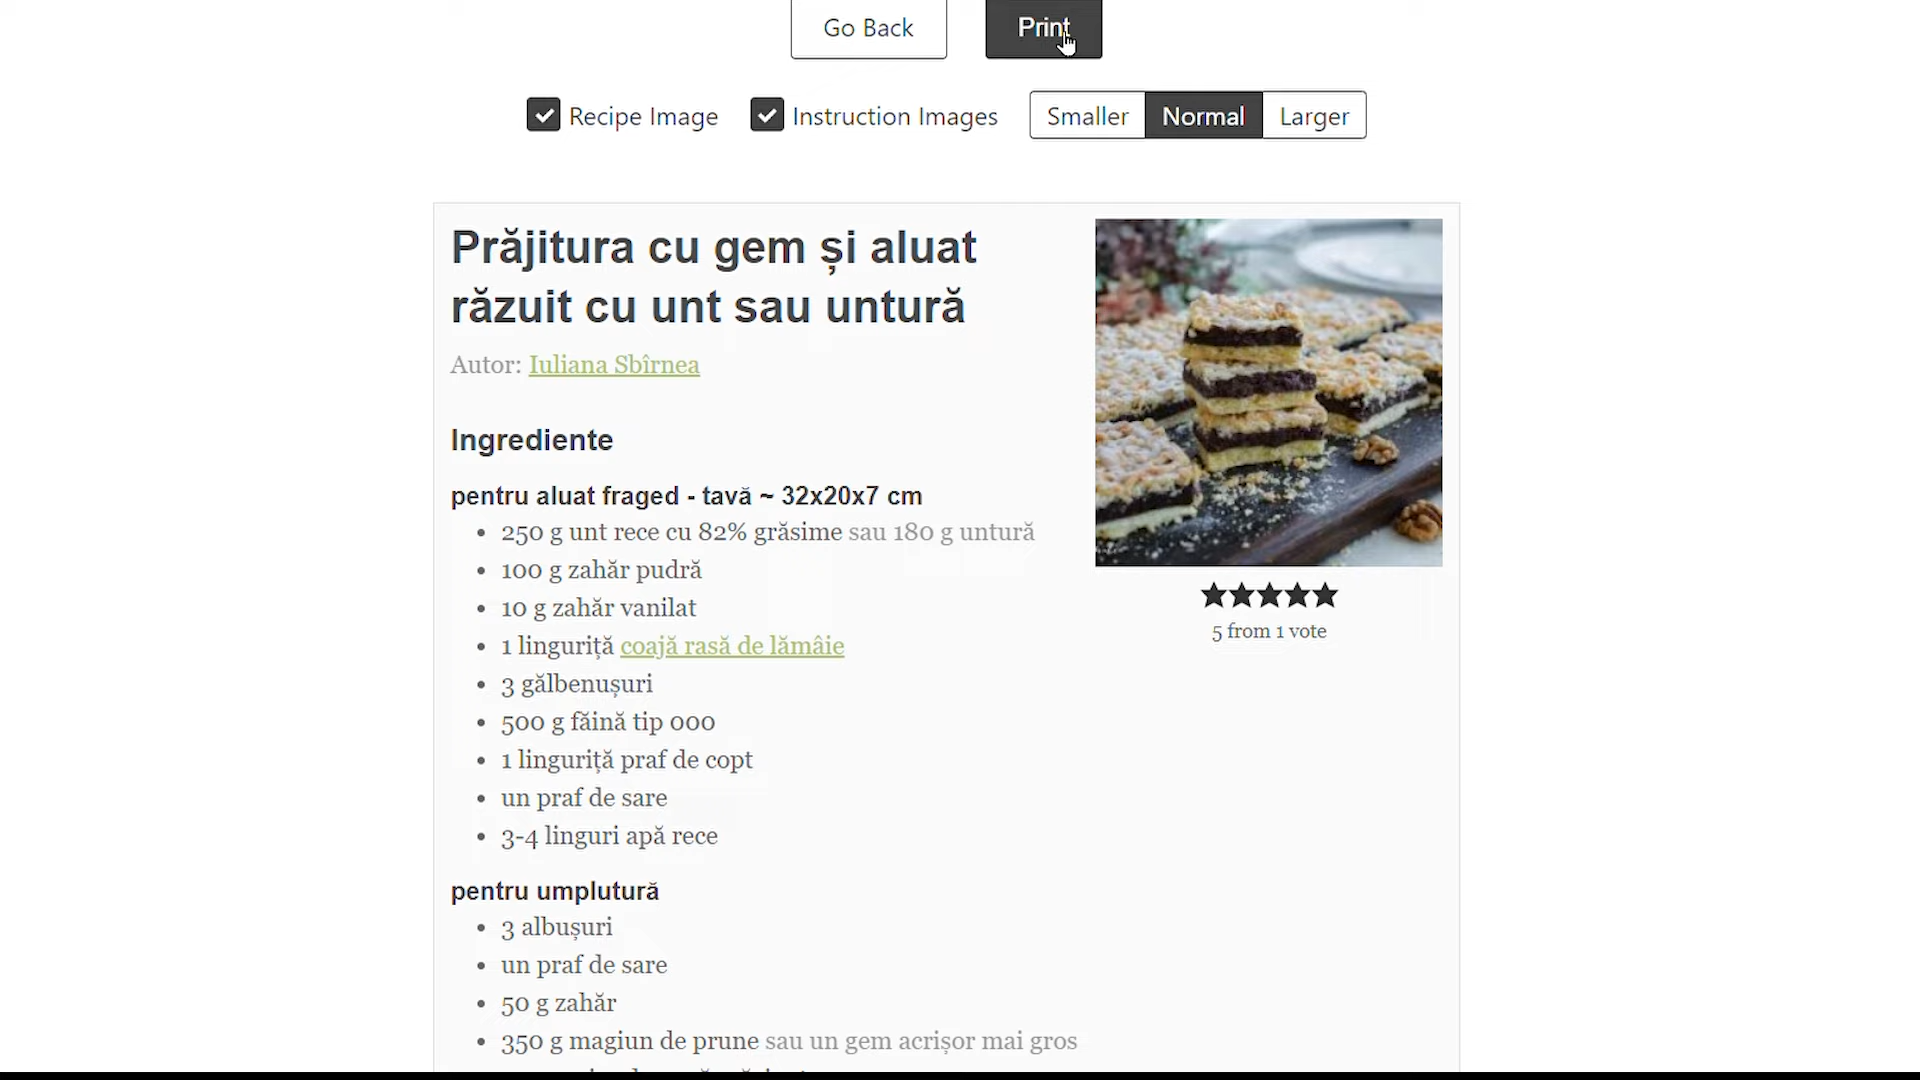 Go Back
Print
Recipe Image
Instruction Images
Smaller
Normal
Larger
Prăjitura cu gem și aluat
răzuit cu unt sau untură
Autor: Iuliana Sbîrnea
Ingrediente
pentru aluat fraged - tavă ~ 32x20x7 cm
• 250 g unt rece cu 82% grăsime sau 180 g untură
• 100 g zahăr pudră
• 10 g zahăr vanilat
• 1 linguriță coajă rasă de lămâie
• 3 gălbenușuri
• 500 g făină tip 000
• 1 linguriță praf de copt
• un praf de sare
• 3-4 linguri apă rece
5 from 1 vote
pentru umplutură
• 3 albușuri
• un praf de sare
• 50 g zahăr
• 350 g magiun de prune sau un gem acrișor mai gros